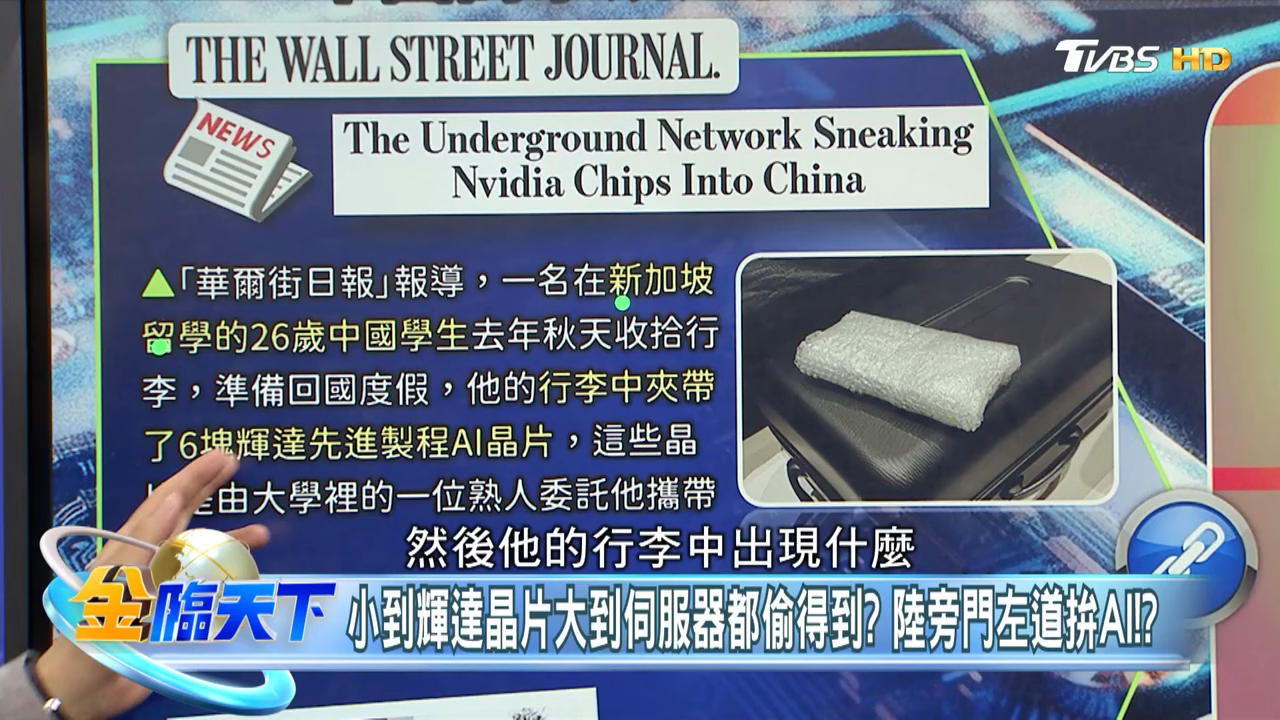 THE WALL STREET JOURNAL.
TVBS HD
NEWS
The Underground Network Sneaking
Nvidia Chips Into China
▲「華爾街日報」報導，一名在新加坡
留學的26歲中國學生去年秋天收拾行
李，準備回國度假，他的行李中夾帶
了6塊輝達先進製程AI晶片，這些晶
是由大學裡的一位熟人委託他攜帶
然後他的行李中出現什麼
金臨天下
小到輝達晶片大到伺服器都偷得到? 陸旁門左道拚AI!?